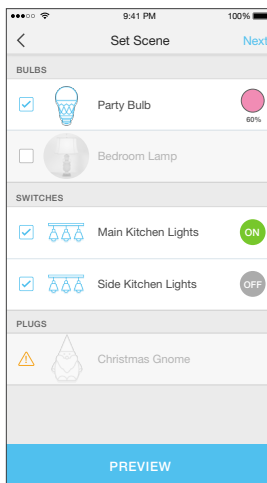 9:41 PM 100%
Set Scene Next
BULBS
Party Bulb
60%
Bedroom Lamp
SWITCHES
Main Kitchen Lights ON
Side Kitchen Lights OFF
PLUGS
Christmas Gnome
PREVIEW